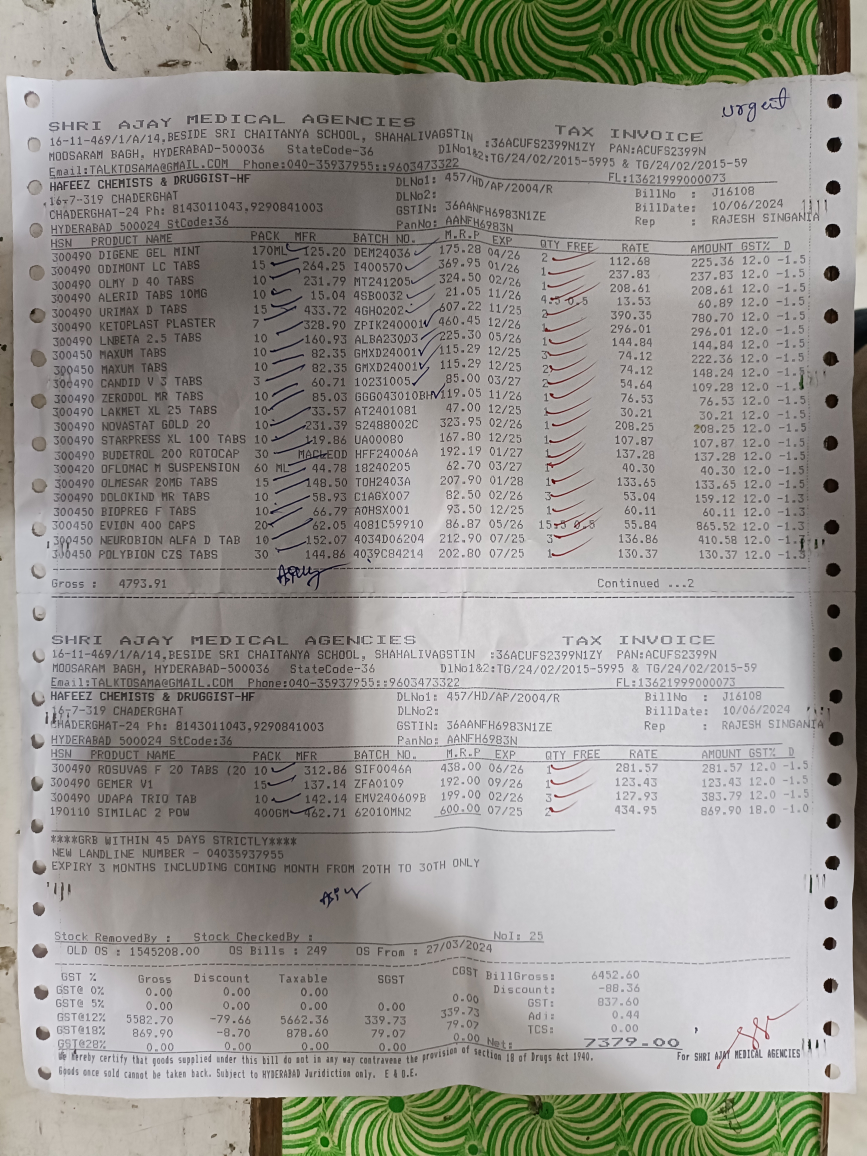 urgent
SHRI AJAY MEDICAL AGENCIES TAX INVOICE
16-11-469/1/A/14,BESIDE SRI CHAITANYA SCHOOL, SHAHALIVAGSTIN :36ACUFS2399N1ZY PAN:ACUFS2399N
MOOSARAM BAGH, HYDERABAD-500036 StateCode-36 DlNo1&2:TG/24/02/2015-5995 & TG/24/02/2015-59
Email:TALKTOSAMA@GMAIL.COM Phone:040-35937955::9603473322 FL:13621999000073
HAFEEZ CHEMISTS & DRUGGIST-HF DLNo1: 457/HD/AP/2004/R BillNo : J16108
16-7-319 CHADERGHAT DLNo2: BillDate: 10/06/2024
CHADERGHAT-24 Ph: 8143011043,9290841003 GSTIN: 36AANFH6983N1ZE Rep : RAJESH SINGANIA
HYDERABAD 500024 StCode:36 PanNo: AANFH6983N
HSN PRODUCT NAME PACK MFR BATCH NO. M.R.P EXP QTY FREE RATE AMOUNT GST% D
300490 DIGENE GEL MINT 170ML 125.20 DEM24036 175.28 04/26 2 112.68 225.36 12.0 -1.5
300490 ODIMONT LC TABS 15 264.25 I400570 369.95 01/26 1 237.83 237.83 12.0 -1.5
300490 OLMY D 40 TABS 10 231.79 MT241205 324.50 02/26 1 208.61 208.61 12.0 -1.5
300490 ALERID TABS 10MG 10 15.04 4SB0032 21.05 11/26 4.5 0.5 13.53 60.89 12.0 -1.5
300490 URIMAX D TABS 15 433.72 4GH0202 607.22 11/25 2 390.35 780.70 12.0 -1.5
300490 KETOPLAST PLASTER 7 328.90 ZPIK240001 460.45 12/26 1 296.01 296.01 12.0 -1.5
300490 LNBETA 2.5 TABS 10 160.93 ALBA23003 225.30 05/26 1 144.84 144.84 12.0 -1.5
300450 MAXUM TABS 10 82.35 GMXD24001 115.29 12/25 3 74.12 222.36 12.0 -1.5
300450 MAXUM TABS 10 82.35 GMXD24001 115.29 12/25 2 74.12 148.24 12.0 -1.5
300490 CANDID V 3 TABS 3 60.71 10231005 85.00 03/27 2 54.64 109.28 12.0 -1.5
300490 ZERODOL MR TABS 10 85.03 GGG043010BH 119.05 11/26 1 76.53 76.53 12.0 -1.5
300490 LAKMET XL 25 TABS 10 33.57 AT2401081 47.00 12/25 1 30.21 30.21 12.0 -1.5
300490 NOVASTAT GOLD 20 10 231.39 S2488002C 323.95 02/26 1 208.25 208.25 12.0 -1.5
300490 STARPRESS XL 100 TABS 10 119.86 UA00080 167.80 12/25 1 107.87 107.87 12.0 -1.5
300490 BUDETROL 200 ROTOCAP 30 MACLEOD HFF24006A 192.19 01/27 1 137.28 137.28 12.0 -1.5
300420 OFLOMAC M SUSPENSION 60 ML 44.78 18240205 62.70 03/27 1 40.30 40.30 12.0 -1.5
300490 OLMESAR 20MG TABS 15 148.50 TOH2403A 207.90 01/28 1 133.65 133.65 12.0 -1.5
300490 DOLOKIND MR TABS 10 58.93 C1AGX007 82.50 02/26 3 53.04 159.12 12.0 -1.3
300450 BIOPREG F TABS 10 66.79 A0HSX001 93.50 12/25 1 60.11 60.11 12.0 -1.3
300450 EVION 400 CAPS 20 62.05 4081C59910 86.87 05/26 15.5 0.5 55.84 865.52 12.0 -1.3
300450 NEUROBION ALFA D TAB 10 152.07 4034D06204 212.90 07/25 3 136.86 410.58 12.0 -1.5
300450 POLYBION CZS TABS 30 144.86 4039C84214 202.80 07/25 1 130.37 130.37 12.0 -1.3
Gross : 4793.91 Continued ...2
SHRI AJAY MEDICAL AGENCIES TAX INVOICE
16-11-469/1/A/14,BESIDE SRI CHAITANYA SCHOOL, SHAHALIVAGSTIN :36ACUFS2399N1ZY PAN:ACUFS2399N
MOOSARAM BAGH, HYDERABAD-500036 StateCode-36 DlNo1&2:TG/24/02/2015-5995 & TG/24/02/2015-59
Email:TALKTOSAMA@GMAIL.COM Phone:040-35937955::9603473322 FL:13621999000073
HAFEEZ CHEMISTS & DRUGGIST-HF DLNo1: 457/HD/AP/2004/R BillNo : J16108
16-7-319 CHADERGHAT DLNo2: BillDate: 10/06/2024
CHADERGHAT-24 Ph: 8143011043,9290841003 GSTIN: 36AANFH6983N1ZE Rep : RAJESH SINGANIA
HYDERABAD 500024 StCode:36 PanNo: AANFH6983N
HSN PRODUCT NAME PACK MFR BATCH NO. M.R.P EXP QTY FREE RATE AMOUNT GST% D
300490 ROSUVAS F 20 TABS (20 10 312.86 SIF0046A 438.00 06/26 1 281.57 281.57 12.0 -1.5
300490 GEMER V1 15 137.14 ZFA0109 192.00 09/26 1 123.43 123.43 12.0 -1.5
300490 UDAPA TRIO TAB 10 142.14 EMV240609B 199.00 02/26 3 127.93 383.79 12.0 -1.5
190110 SIMILAC 2 POW 400GM 462.71 62010MN2 600.00 07/25 2 434.95 869.90 18.0 -1.0
****GRB WITHIN 45 DAYS STRICTLY****
NEW LANDLINE NUMBER - 04035937955
EXPIRY 3 MONTHS INCLUDING COMING MONTH FROM 20TH TO 30TH ONLY
Stock RemovedBy : Stock CheckedBy : NoI: 25
OLD OS : 1545208.00 OS Bills : 249 OS From : 27/03/2024
GST % Gross Discount Taxable SGST CGST BillGross: 6452.60
GST@ 0% 0.00 0.00 0.00 Discount: -88.36
GST@ 5% 0.00 0.00 0.00 0.00 0.00 GST: 837.60
GST@12% 5582.70 -79.66 5662.36 339.73 339.73 Adj: 0.44
GST@18% 869.90 -8.70 878.60 79.07 79.07 TCS: 0.00
GST@28% 0.00 0.00 0.00 0.00 0.00 Net: 7379.00
We hereby certify that goods supplied under this bill do not in any way contravene the provision of section 18 of Drugs Act 1940. For SHRI AJAY MEDICAL AGENCIES
Goods once sold cannot be taken back. Subject to HYDERABAD Juridiction only. E & O.E.